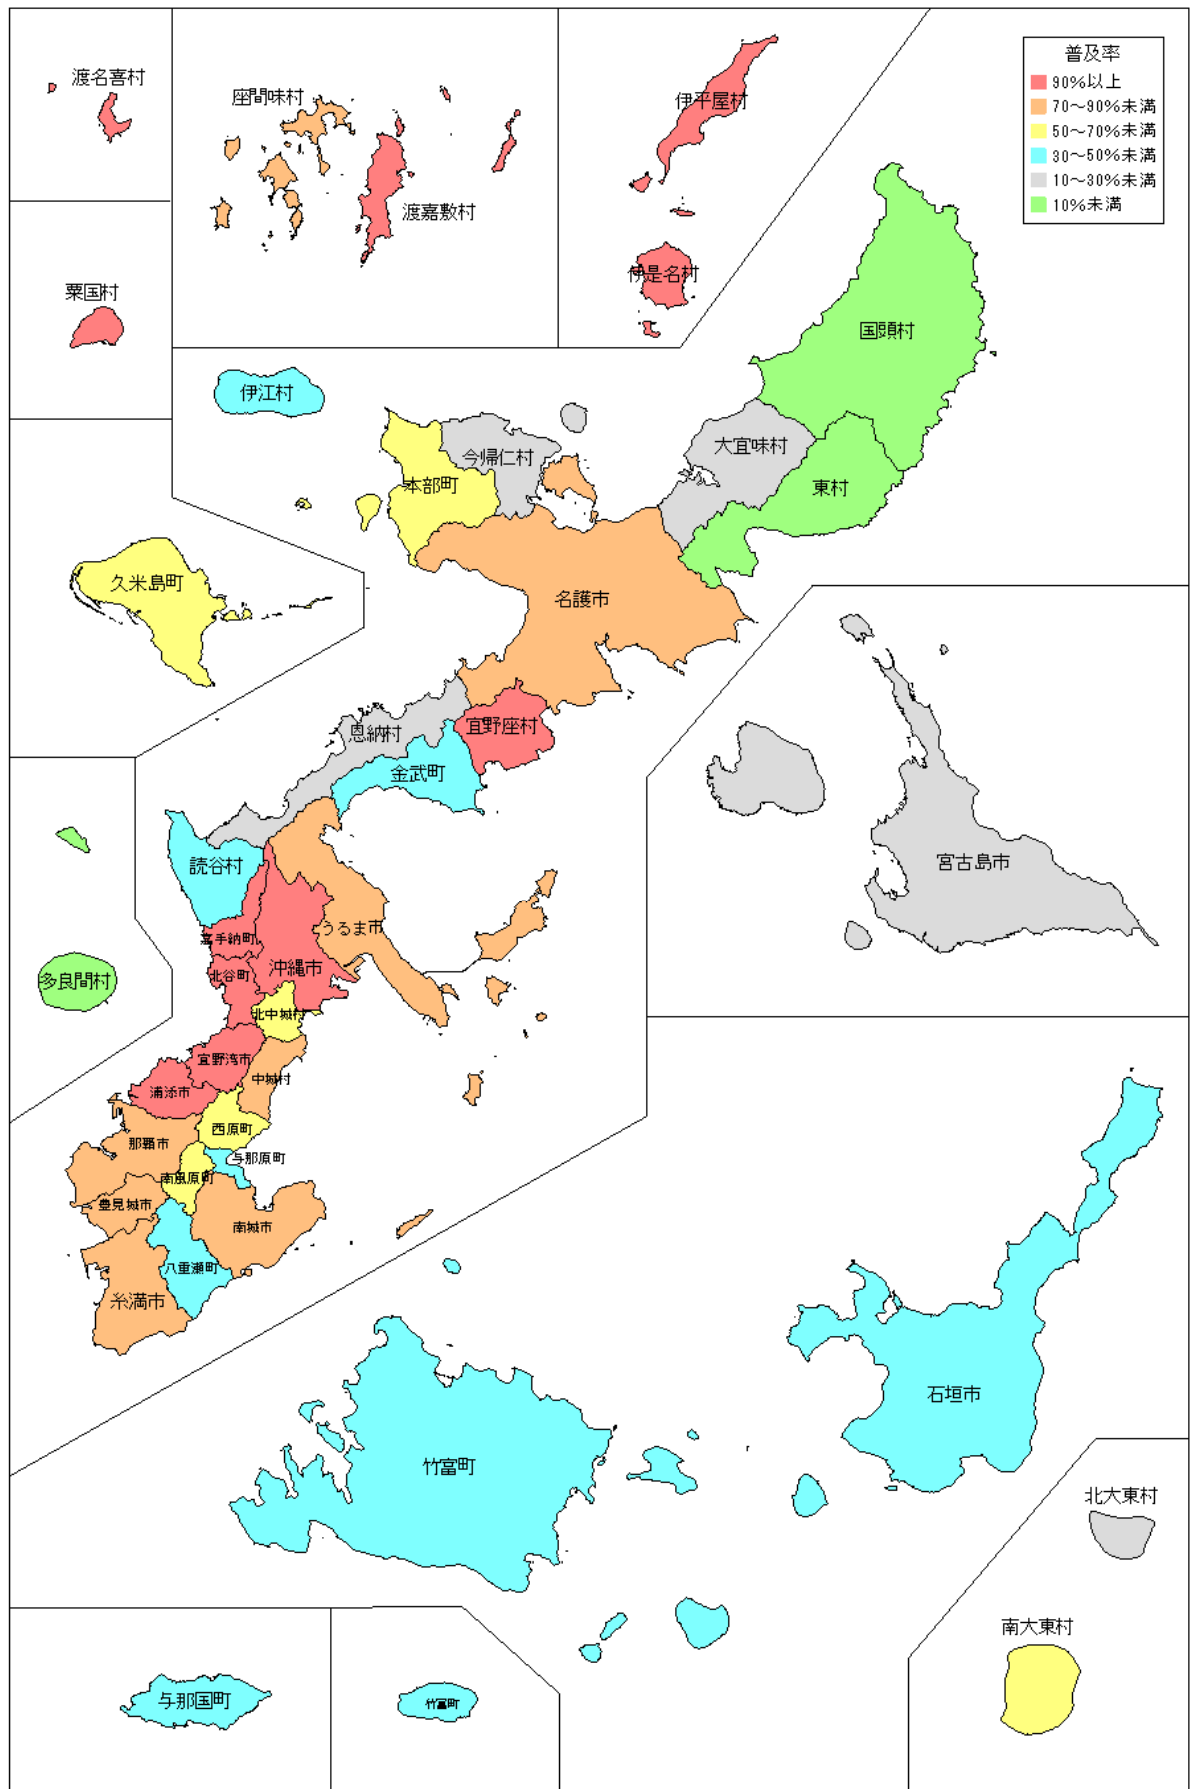 普及率
90%以上
70～90%未満
50～70%未満
30～50%未満
10～30%未満
10%未満
渡名喜村
座間味村
渡嘉敷村
伊平屋村
伊是名村
粟国村
国頭村
伊江村
大宜味村
今帰仁村
本部町
東村
久米島町
名護市
恩納村
宜野座村
金武町
読谷村
宮古島市
うるま市
嘉手納町
沖縄市
北谷町
多良間村
北中城村
宜野湾市
中城村
浦添市
西原町
那覇市
与那原町
南風原町
豊見城市
南城市
八重瀬町
糸満市
石垣市
竹富町
北大東村
南大東村
与那国町
竹富町